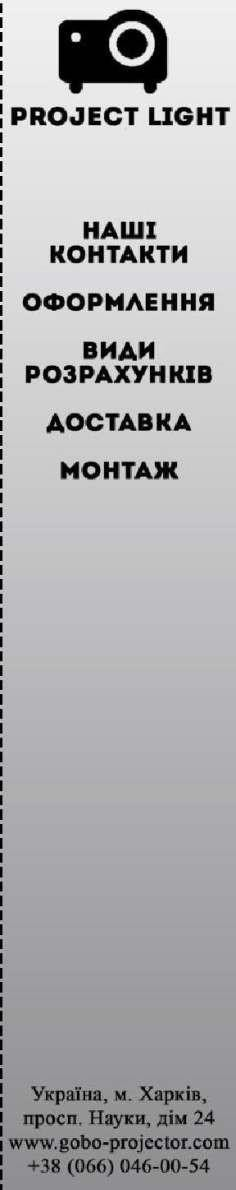 PROJECT LIGHT
НАШІ
КОНТАКТИ
ОФОРМЛЕННЯ
ВИДИ
РОЗРАХУНКІВ
ДОСТАВКА
МОНТАЖ
Україна, м. Харків,
просп. Науки, дім 24
www.gobo-projector.com
+38 (066) 046-00-54